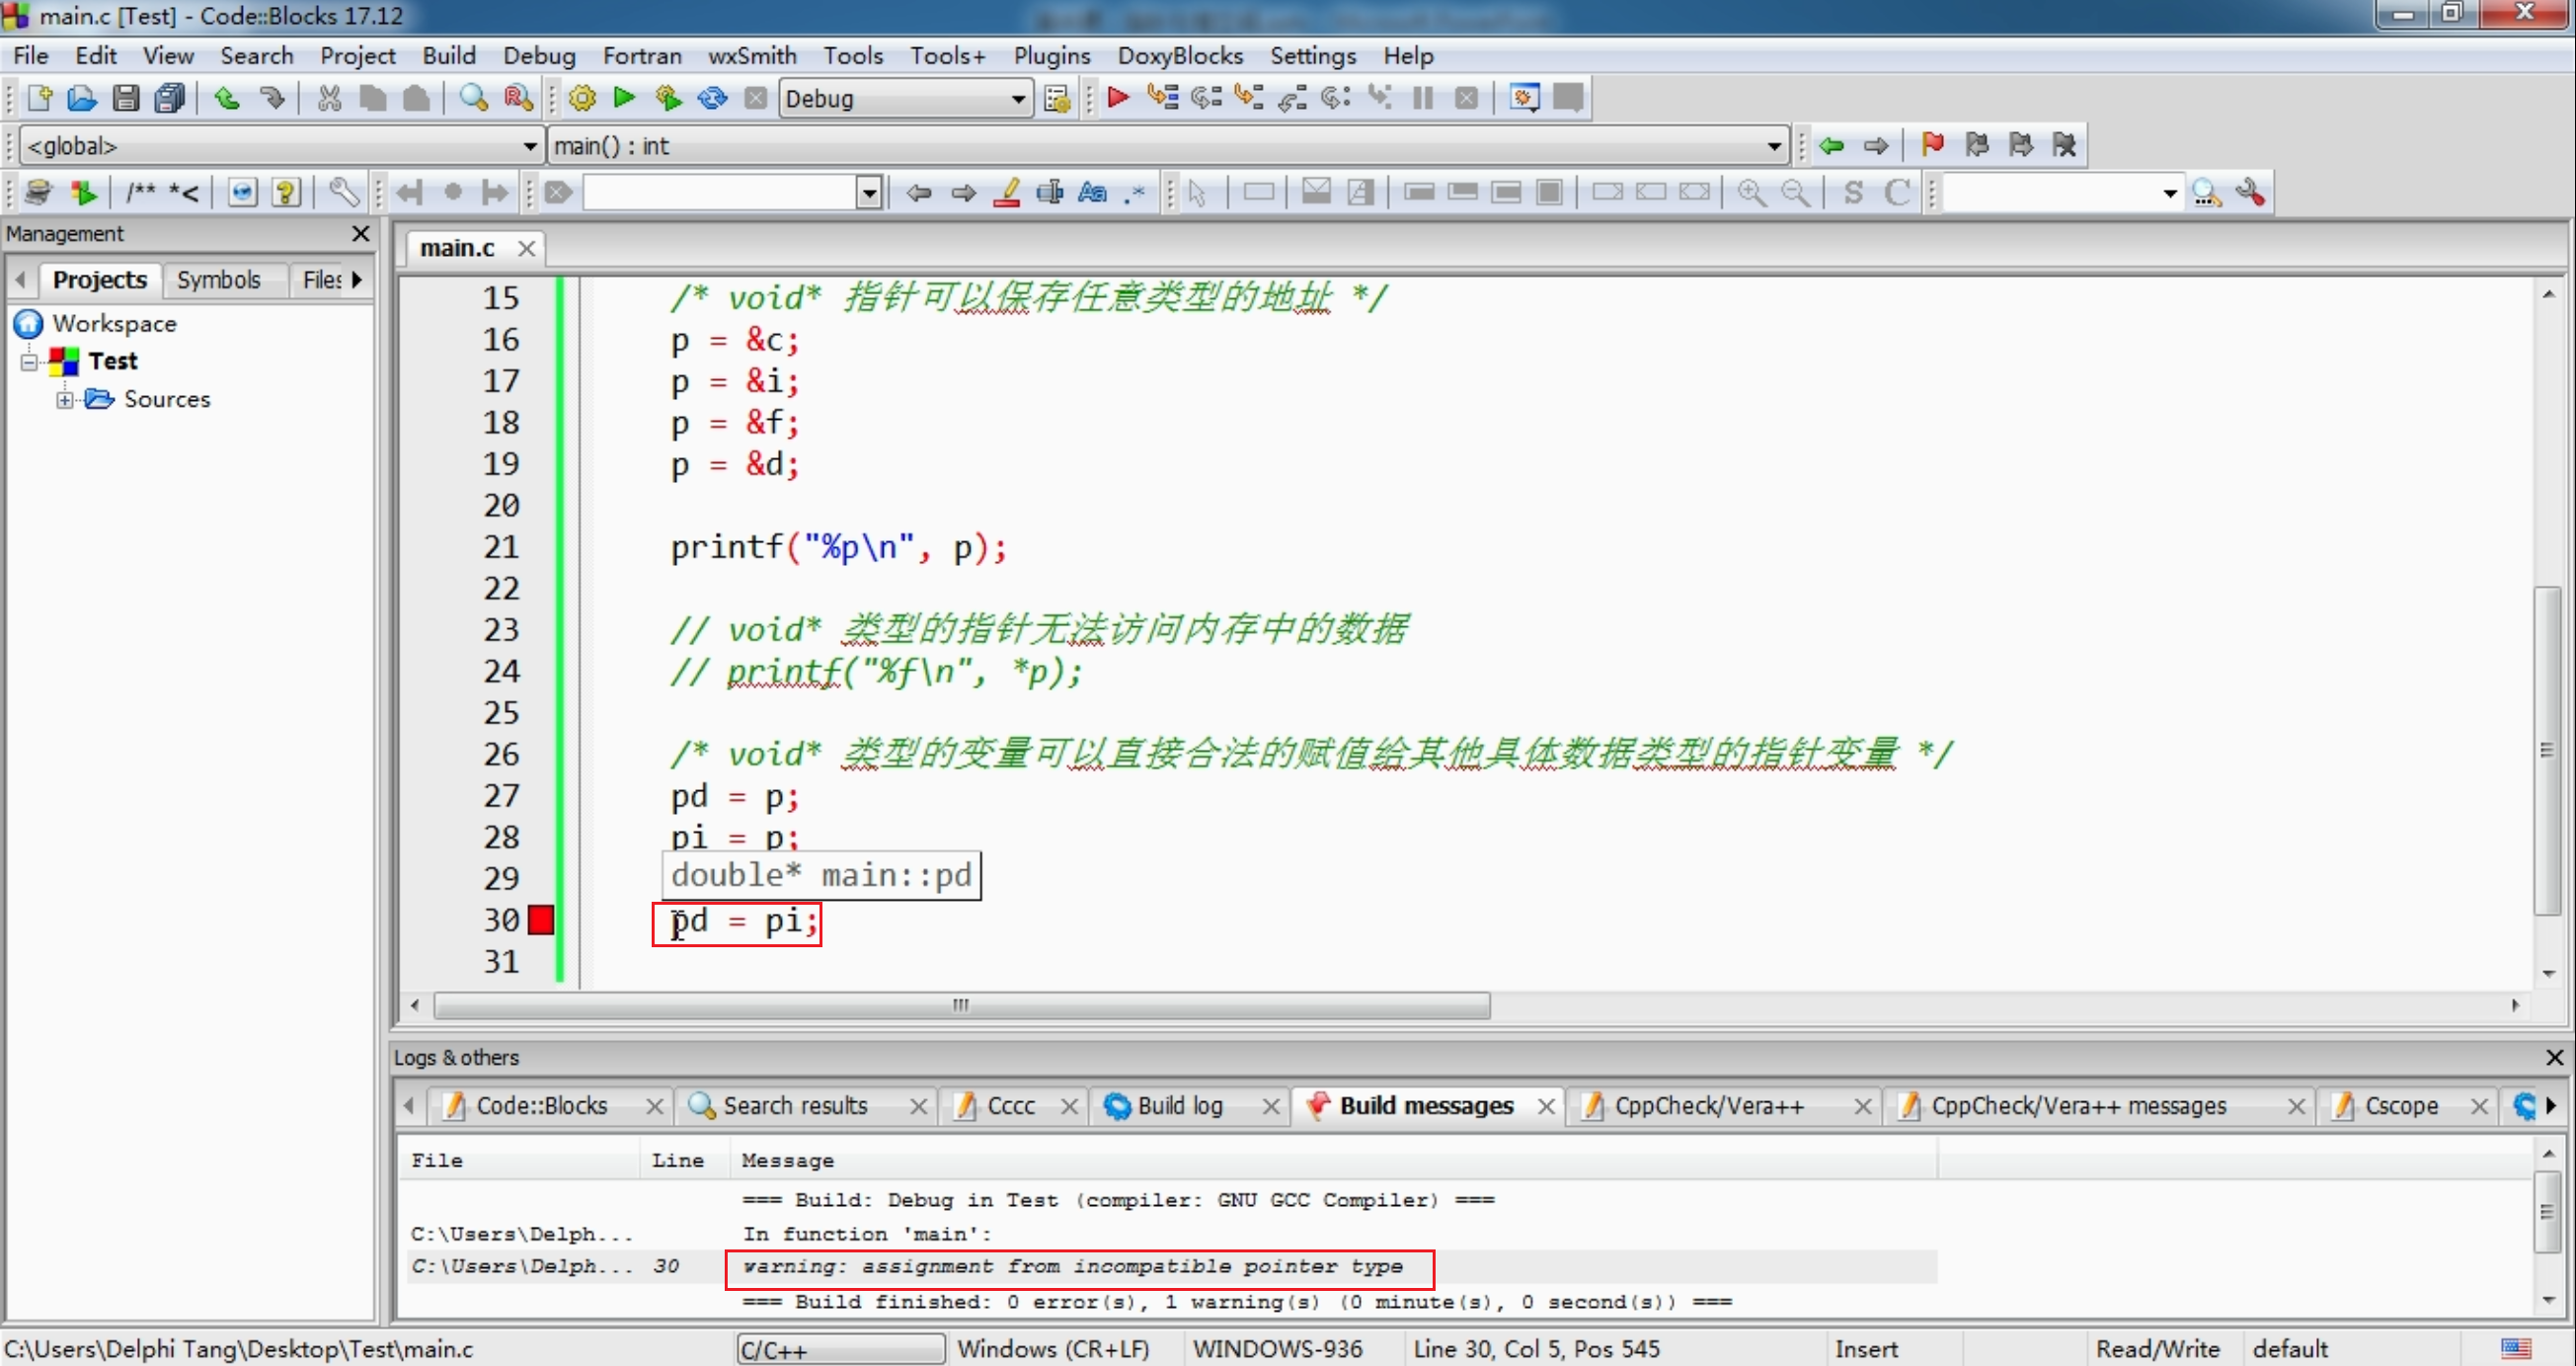 main.c [Test] - Code::Blocks 17.12
File Edit View Search Project Build Debug Fortran wxSmith Tools Tools+ Plugins DoxyBlocks Settings Help
Debug
<global> main() : int
/** *<
S C
Management
main.c
Projects Symbols Files
Workspace
Test
Sources
15 /* void* 指针可以保存任意类型的地址 */
16 p = &c;
17 p = &i;
18 p = &f;
19 p = &d;
20
21 printf("%p\n", p);
22
23 // void* 类型的指针无法访问内存中的数据
24 // printf("%f\n", *p);
25
26 /* void* 类型的变量可以直接合法的赋值给其他具体数据类型的指针变量 */
27 pd = p;
28 pi = p;
29 double* main::pd
30 pd = pi;
31
Logs & others
Code::Blocks Search results Cccc Build log Build messages CppCheck/Vera++ CppCheck/Vera++ messages Cscope
File Line Message
=== Build: Debug in Test (compiler: GNU GCC Compiler) ===
C:\Users\Delph... In function 'main':
C:\Users\Delph... 30 warning: assignment from incompatible pointer type
=== Build finished: 0 error(s), 1 warning(s) (0 minute(s), 0 second(s)) ===
C:\Users\Delphi Tang\Desktop\Test\main.c C/C++ Windows (CR+LF) WINDOWS-936 Line 30, Col 5, Pos 545 Insert Read/Write default